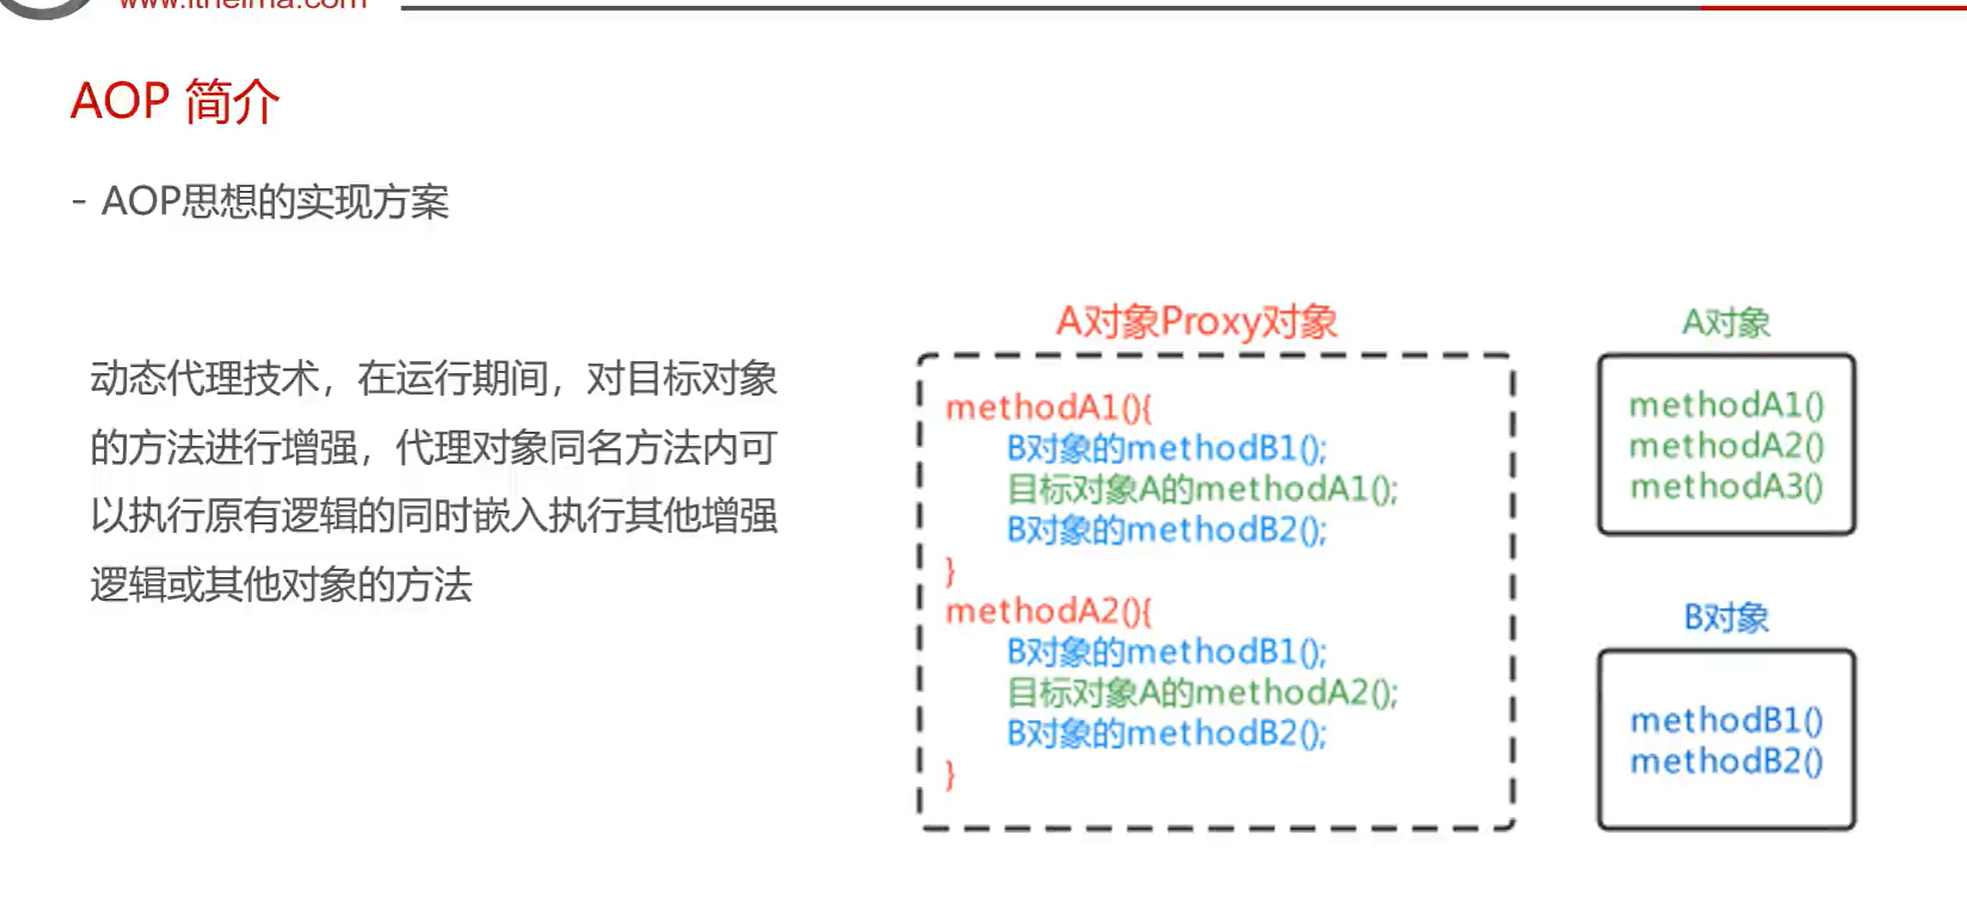 www.itheima.com
AOP 简介
- AOP思想的实现方案
动态代理技术，在运行期间，对目标对象
的方法进行增强，代理对象同名方法内可
以执行原有逻辑的同时嵌入执行其他增强
逻辑或其他对象的方法
A对象Proxy对象
methodA1(){
B对象的methodB1();
目标对象A的methodA1();
B对象的methodB2();
}
methodA2(){
B对象的methodB1();
目标对象A的methodA2();
B对象的methodB2();
}
A对象
methodA1()
methodA2()
methodA3()
B对象
methodB1()
methodB2()